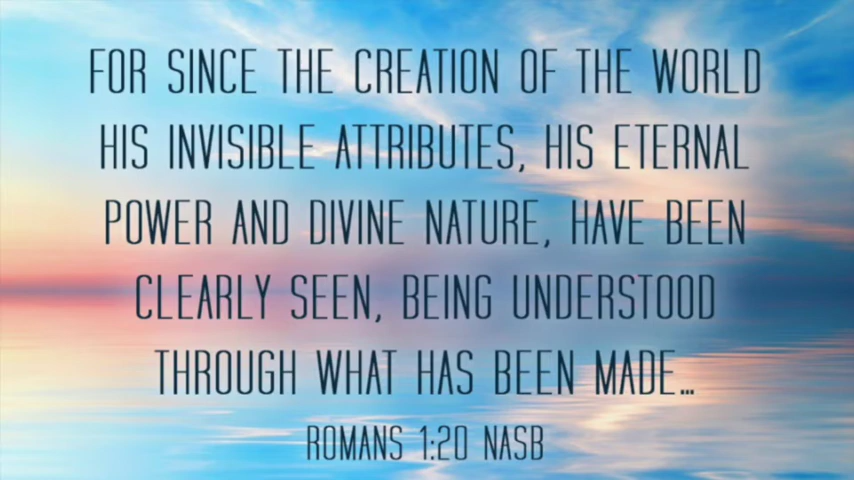 FOR SINCE THE CREATION OF THE WORLD
HIS INVISIBLE ATTRIBUTES, HIS ETERNAL
POWER AND DIVINE NATURE, HAVE BEEN
CLEARLY SEEN, BEING UNDERSTOOD
THROUGH WHAT HAS BEEN MADE...
ROMANS 1:20 NASB